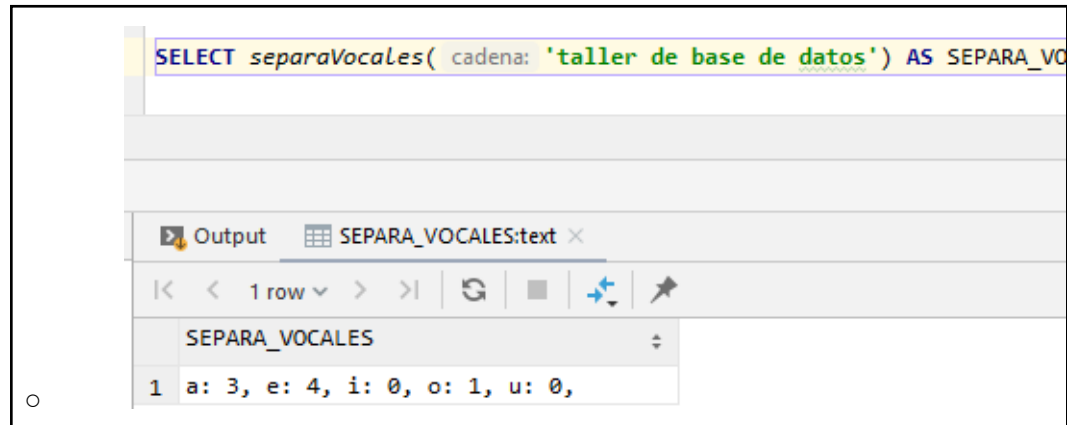 SELECT separaVocales( cadena: 'taller de base de datos') AS SEPARA_VO
Output SEPARA_VOCALES:text
1 row
SEPARA_VOCALES
1 a: 3, e: 4, i: 0, o: 1, u: 0,